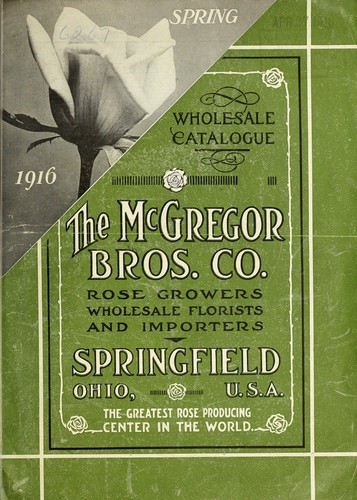 SPRING
1916
WHOLESALE
CATALOGUE
The McGREGOR
BROS. CO.
ROSE GROWERS
WHOLESALE FLORISTS
AND IMPORTERS
SPRINGFIELD
OHIO, U.S.A.
THE GREATEST ROSE PRODUCING
CENTER IN THE WORLD